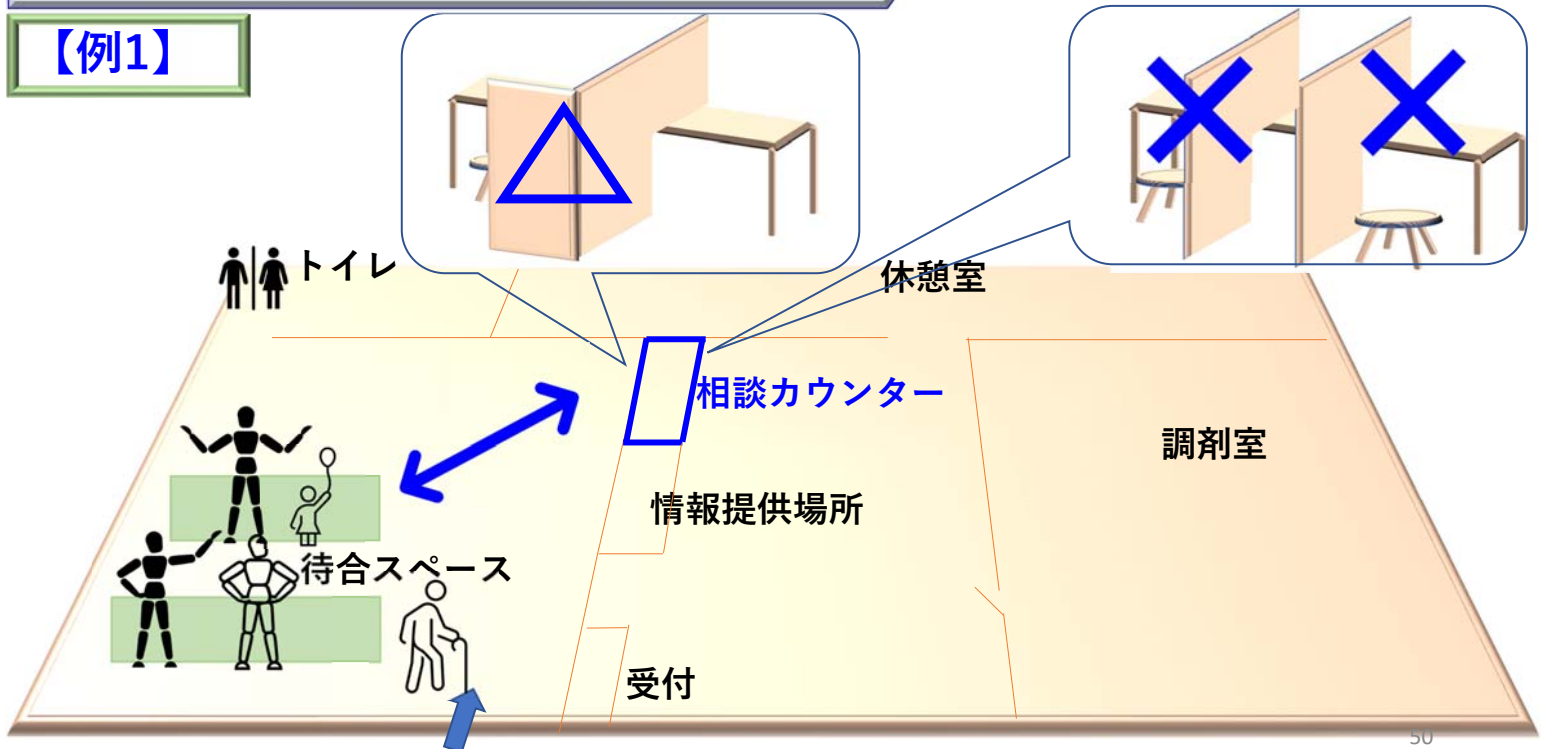 【例1】
トイレ
休憩室
相談カウンター
調剤室
情報提供場所
待合スペース
受付
50